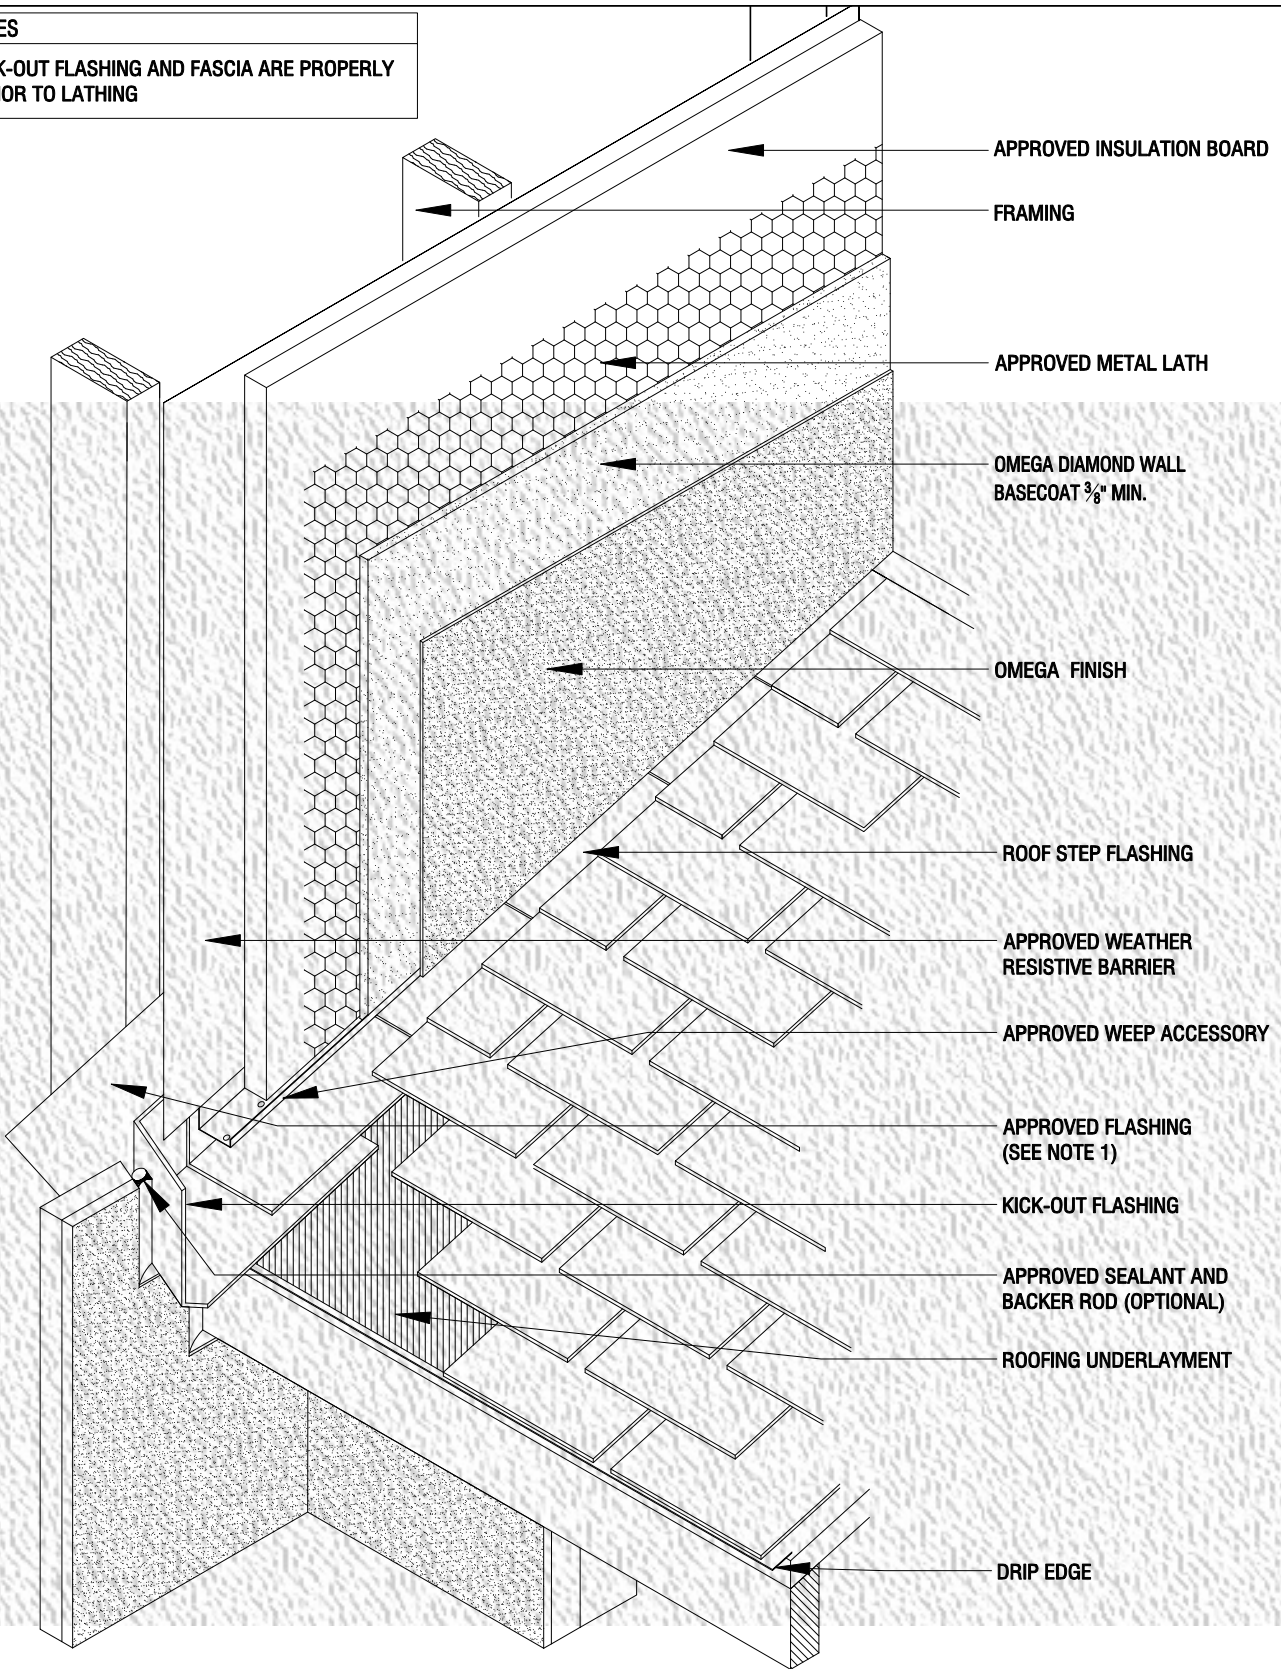 ES
K-OUT FLASHING AND FASCIA ARE PROPERLY
IOR TO LATHING
APPROVED INSULATION BOARD
FRAMING
APPROVED METAL LATH
OMEGA DIAMOND WALL
BASECOAT 3/8" MIN.
OMEGA FINISH
ROOF STEP FLASHING
APPROVED WEATHER
RESISTIVE BARRIER
APPROVED WEEP ACCESSORY
APPROVED FLASHING
(SEE NOTE 1)
KICK-OUT FLASHING
APPROVED SEALANT AND
BACKER ROD (OPTIONAL)
ROOFING UNDERLAYMENT
DRIP EDGE